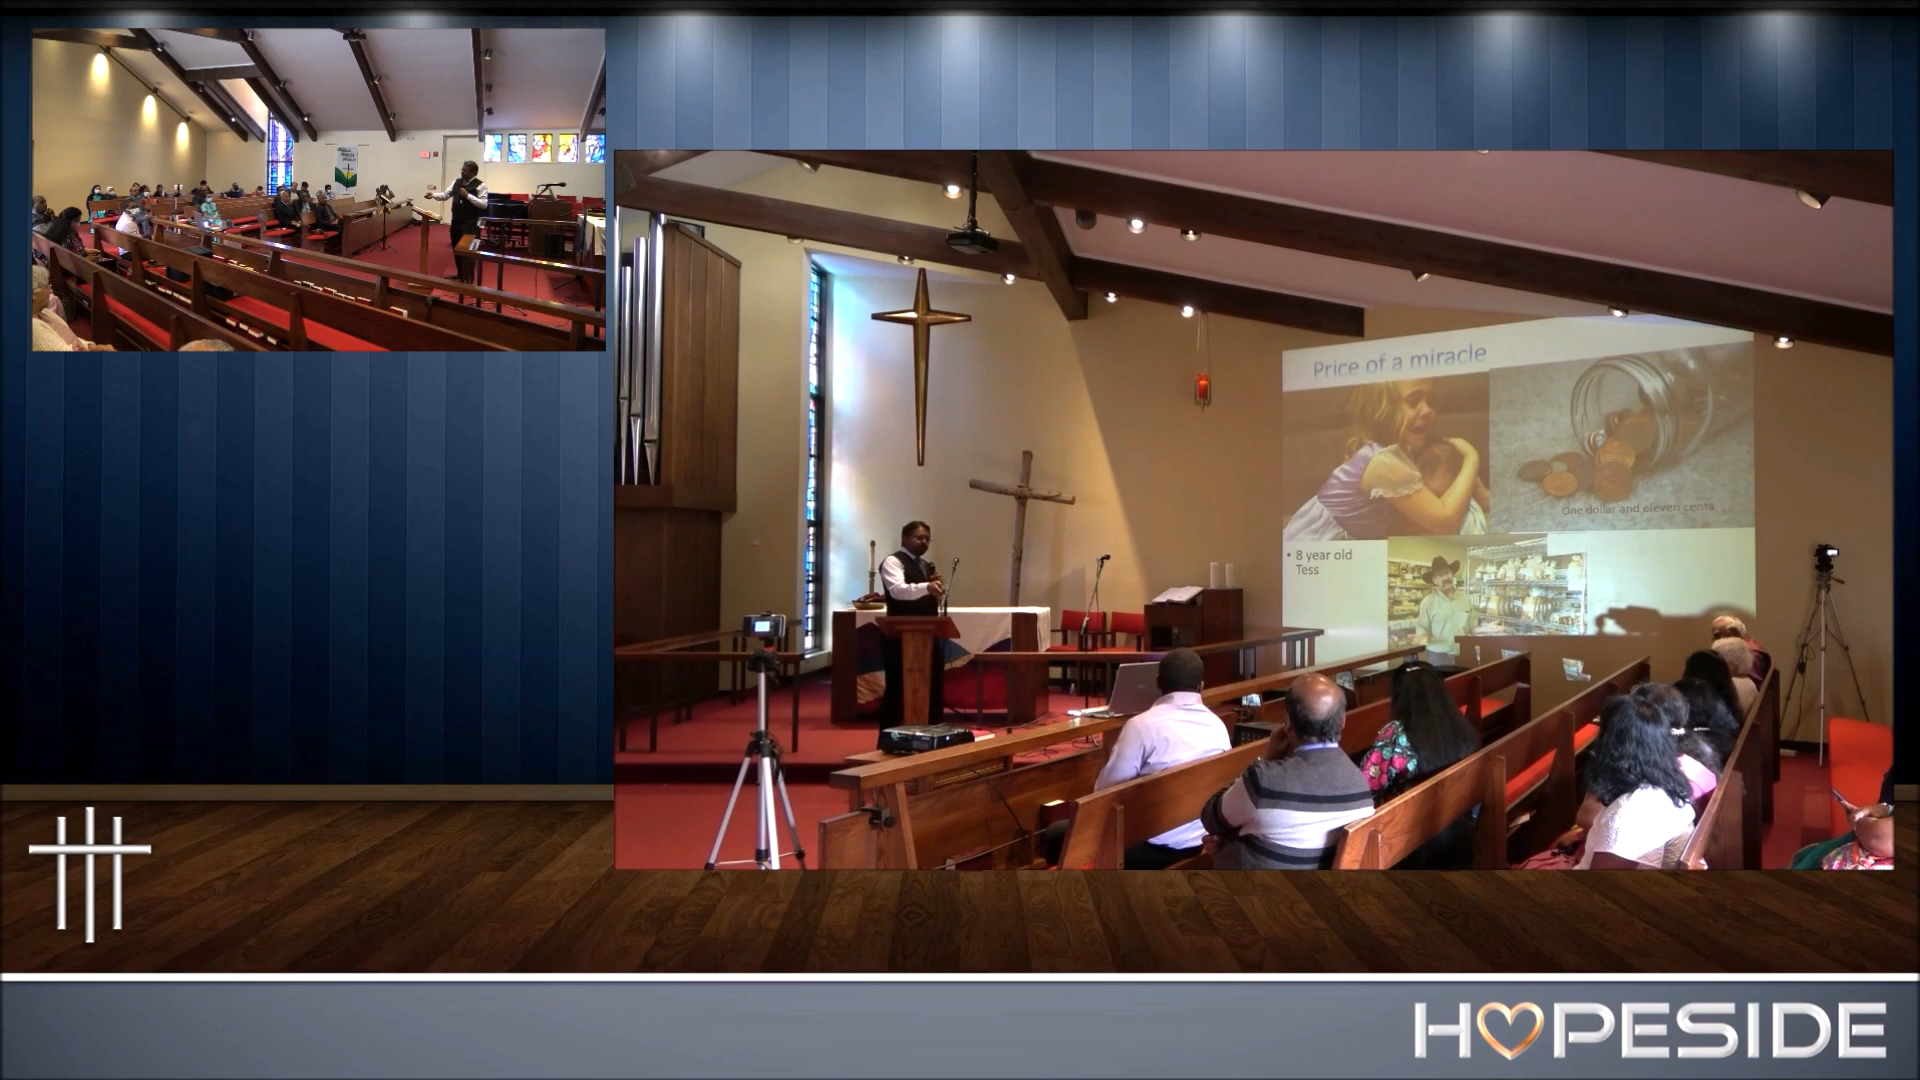 Price of a miracle
One dollar and eleven cents
• 8 year old
Tess
HOPESIDE